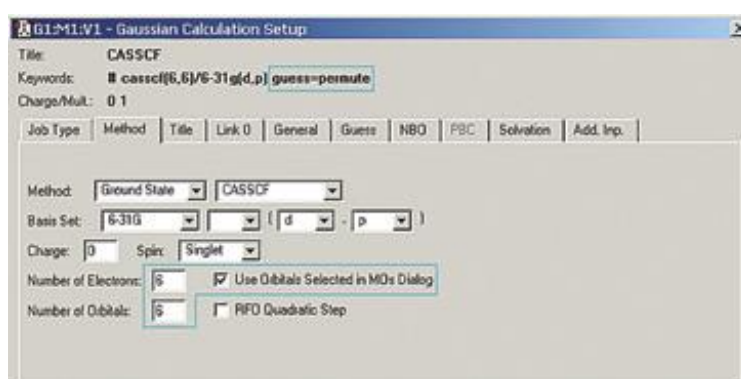 G1:M1:V1 - Gaussian Calculation Setup
Title: CASSCF
Keywords: # casscf(6,6)/6-31g(d,p) guess=permute
Charge/Mult.: 0 1
Job Type Method Title Link 0 General Guess NBO PBC Solvation Add. Inp.
Method: Ground State CASSCF
Basis Set: 6-31G ( d , p )
Charge: 0 Spin: Singlet
Number of Electrons: 6 Use Orbitals Selected in MOs Dialog
Number of Orbitals: 6 RFO Quadratic Step